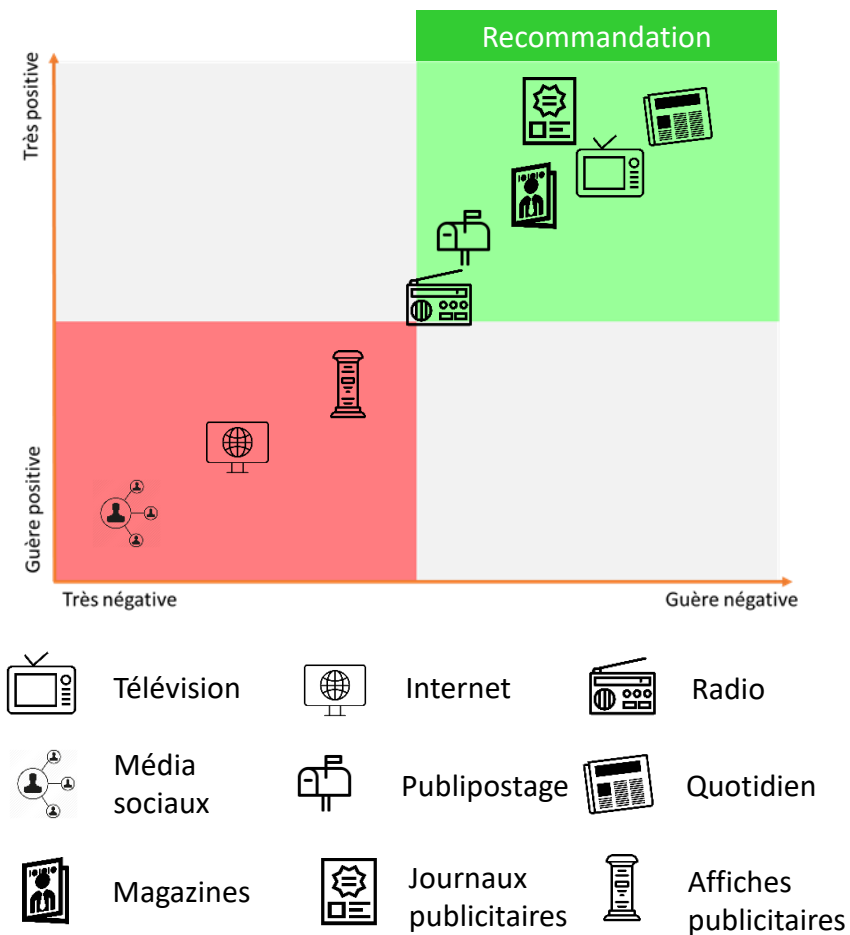 Recommandation
Très positive
Guère positive
Très négative
Guère négative
Télévision
Internet
Radio
Média
sociaux
Publipostage
Quotidien
Magazines
Journaux
publicitaires
Affiches
publicitaires